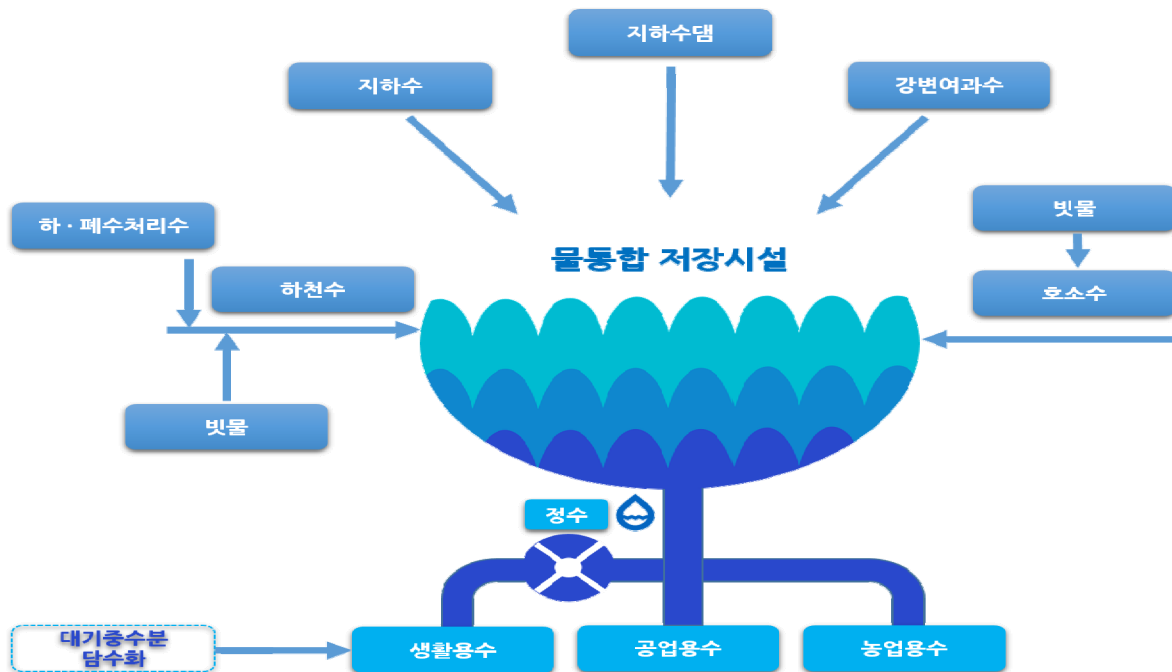 지하수댐
지하수
강변여과수
하 · 폐수처리수
빗물
물통합 저장시설
하천수
호소수
빗물
정수
대기중수분
담수화
생활용수
공업용수
농업용수